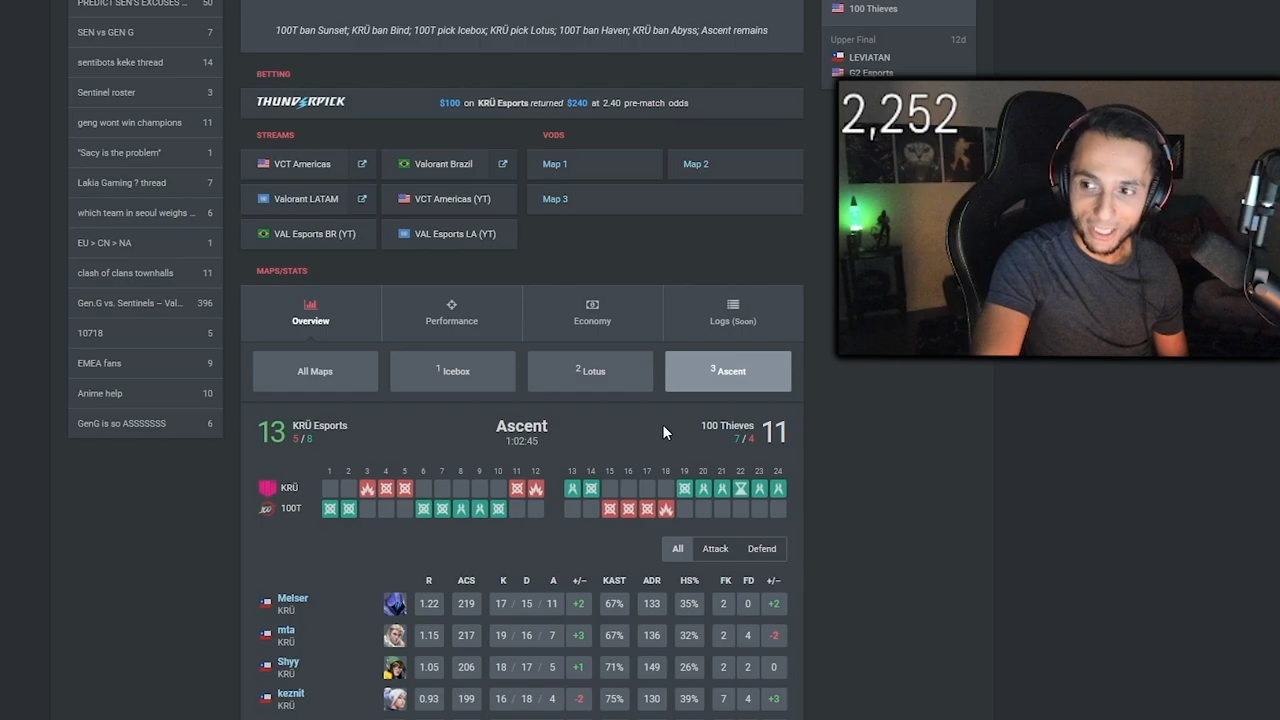 PREDICT SEN'S EXCUSES ... 50
SEN vs GEN G 7
sentibots keke thread 14
Sentinel roster 3
geng wont win champions 11
"Sacy is the problem" 1
Lakia Gaming ? thread 7
which team in seoul weighs ... 6
EU > CN > NA 1
clash of clans townhalls 11
Gen.G vs. Sentinels – Val... 396
10718 5
EMEA fans 9
Anime help 10
GenG is so ASSSSSSS 6
100T ban Sunset; KRÜ ban Bind; 100T pick Icebox; KRÜ pick Lotus; 100T ban Haven; KRÜ ban Abyss; Ascent remains
BETTING
THUNDERPICK $100 on KRÜ Esports returned $240 at 2.40 pre-match odds
STREAMS
VCT Americas
Valorant Brazil
Valorant LATAM
VCT Americas (YT)
VAL Esports BR (YT)
VAL Esports LA (YT)
VODS
Map 1
Map 2
Map 3
MAPS/STATS
Overview
Performance
Economy
Logs (Soon)
All Maps
1 Icebox
2 Lotus
3 Ascent
13 KRÜ Esports
5 / 8
Ascent
1:02:45
100 Thieves 11
7 / 4
1 2 3 4 5 6 7 8 9 10 11 12 13 14 15 16 17 18 19 20 21 22 23 24
KRÜ
100T
All Attack Defend
R ACS K D A +/– KAST ADR HS% FK FD +/–
Melser
KRÜ
1.22 219 17 / 15 / 11 +2 67% 133 35% 2 0 +2
mta
KRÜ
1.15 217 19 / 16 / 7 +3 67% 136 32% 2 4 -2
Shyy
KRÜ
1.05 206 18 / 17 / 5 +1 71% 149 26% 2 2 0
keznit
KRÜ
0.93 199 16 / 18 / 4 -2 75% 130 39% 7 4 +3
100 Thieves
Upper Final 12d
LEVIATAN
G2 Esports
2,252